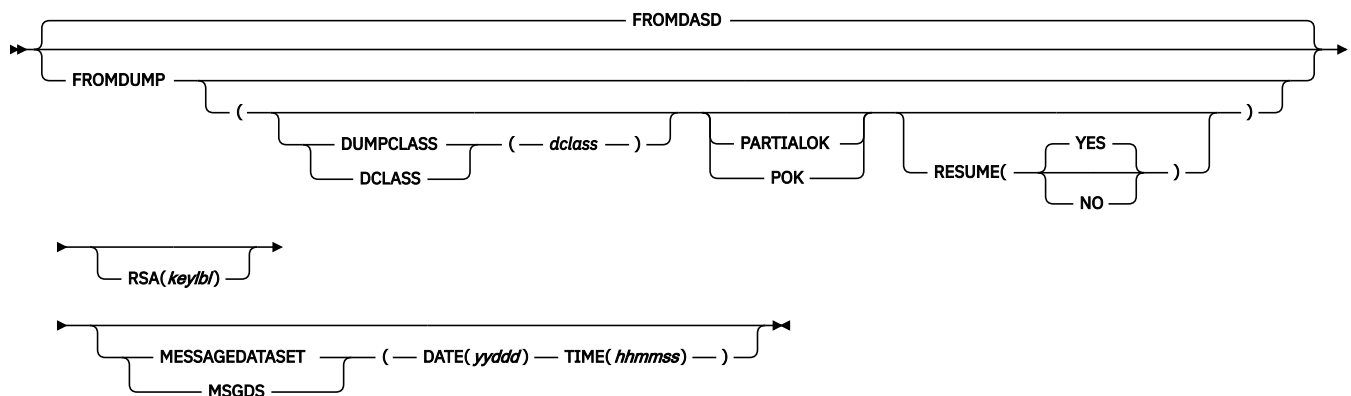 FROMDASD
FROMDUMP
(
DUMPCLASS
DCLASS
( dclass )
PARTIALOK
POK
RESUME(
YES
NO
)
)
RSA(keylbl)
MESSAGEDATASET
MSGDS
( DATE(yyddd) TIME(hhmmss) )